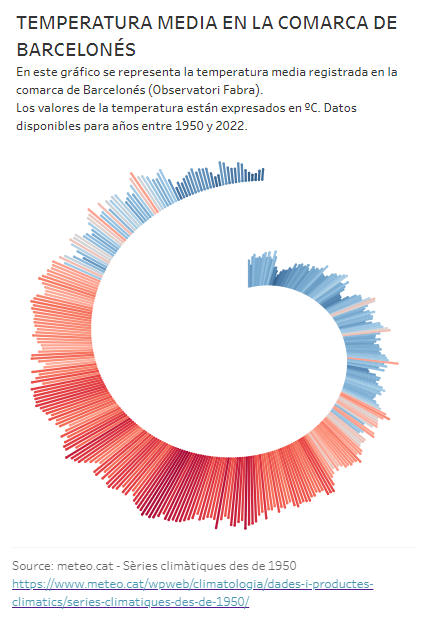 TEMPERATURA MEDIA EN LA COMARCA DE
BARCELONÉS
En este gráfico se representa la temperatura media registrada en la
comarca de Barcelonés (Observatori Fabra).
Los valores de la temperatura están expresados en ºC. Datos
disponibles para años entre 1950 y 2022.
Source: meteo.cat - Sèries climàtiques des de 1950
https://www.meteo.cat/wpweb/climatologia/dades-i-productes-
climatics/series-climatiques-des-de-1950/